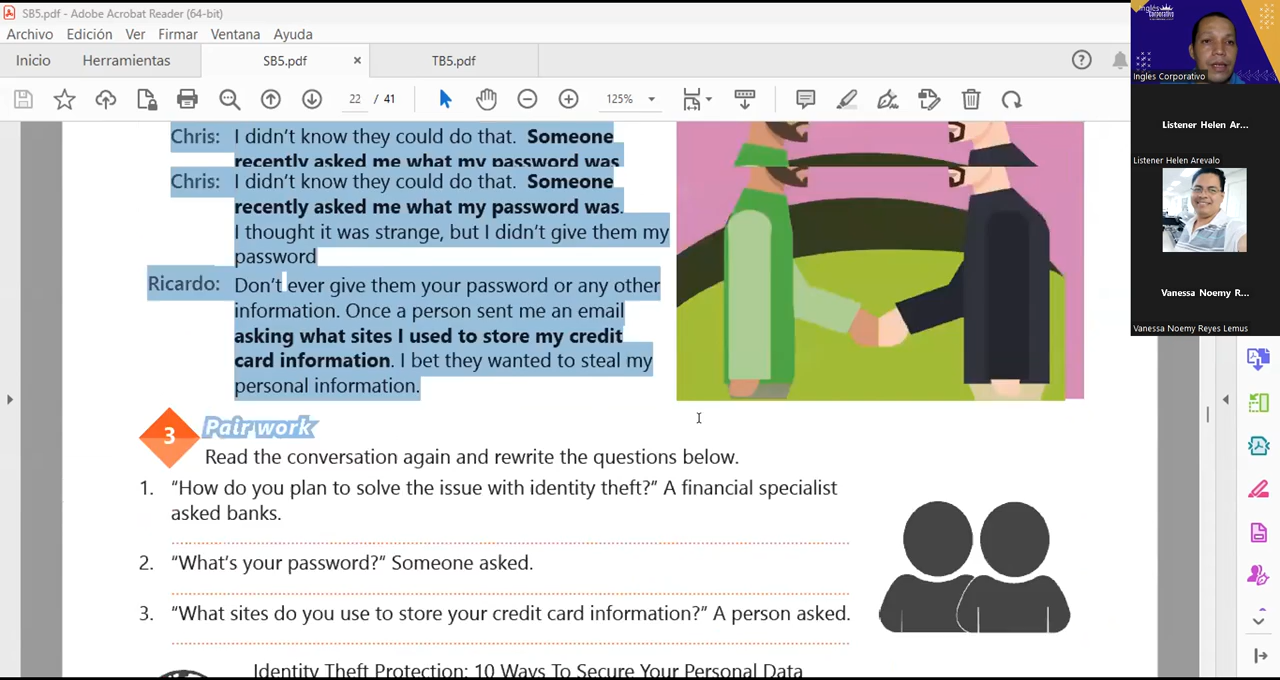 SB5.pdf - Adobe Acrobat Reader (64-bit)
Archivo Edición Ver Firmar Ventana Ayuda
Inicio Herramientas SB5.pdf × TB5.pdf
22 / 41 125%
Chris: I didn't know they could do that. Someone
recently asked me what my password was
Chris: I didn't know they could do that. Someone
recently asked me what my password was.
I thought it was strange, but I didn't give them my
password
Ricardo: Don't ever give them your password or any other
information. Once a person sent me an email
asking what sites I used to store my credit
card information. I bet they wanted to steal my
personal information.
3 Pair work
Read the conversation again and rewrite the questions below.
1. “How do you plan to solve the issue with identity theft?” A financial specialist
asked banks.
2. “What's your password?” Someone asked.
3. “What sites do you use to store your credit card information?” A person asked.
Identity Theft Protection: 10 Ways To Secure Your Personal Data
Inglés
Corporativo
Ingles Corporativo
Listener Helen Ar...
Listener Helen Arevalo
Vanessa Noemy R...
Vanessa Noemy Reyes Lemus